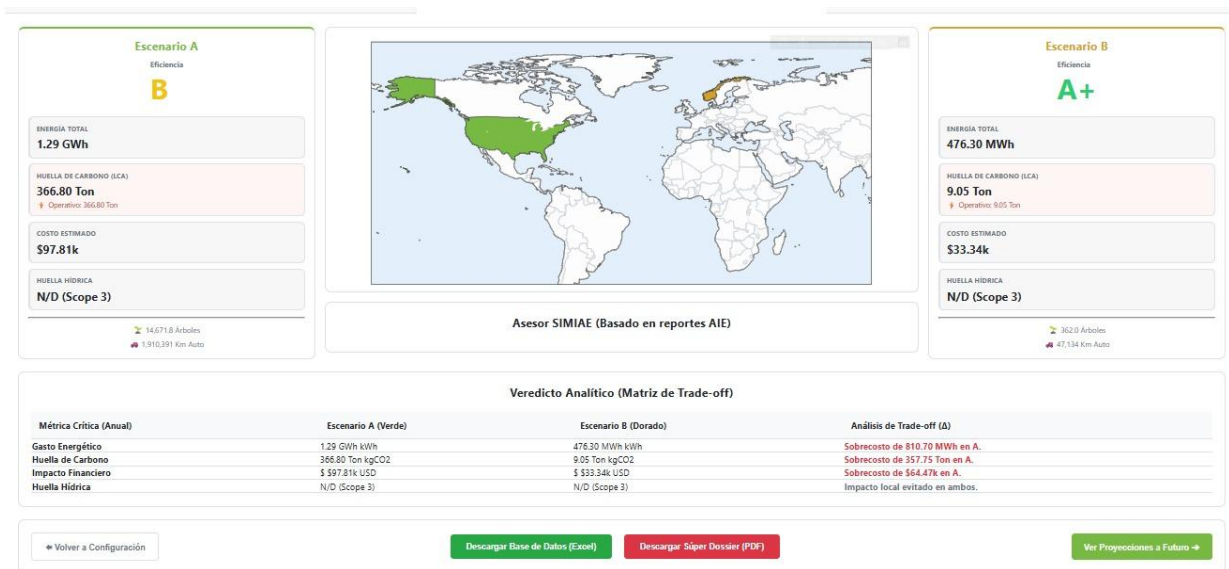 Escenario A
Eficiencia
B
ENERGÍA TOTAL
1.29 GWh
HUELLA DE CARBONO (LCA)
366.80 Ton
Operativo: 366.80 Ton
COSTO ESTIMADO
$97.81k
HUELLA HÍDRICA
N/D (Scope 3)
14,671.8 Árboles
1,910,391 Km Auto
Asesor SIMIAE (Basado en reportes AIE)
Escenario B
Eficiencia
A+
ENERGÍA TOTAL
476.30 MWh
HUELLA DE CARBONO (LCA)
9.05 Ton
Operativo: 9.05 Ton
COSTO ESTIMADO
$33.34k
HUELLA HÍDRICA
N/D (Scope 3)
362.0 Árboles
47,134 Km Auto
Veredicto Analítico (Matriz de Trade-off)
Métrica Crítica (Anual) Escenario A (Verde) Escenario B (Dorado) Análisis de Trade-off (Δ)
Gasto Energético 1.29 GWh kWh 476.30 MWh kWh Sobrecosto de 810.70 MWh en A.
Huella de Carbono 366.80 Ton kgCO2 9.05 Ton kgCO2 Sobrecosto de 357.75 Ton en A.
Impacto Financiero $ $97.81k USD $ $33.34k USD Sobrecosto de $64.47k en A.
Huella Hídrica N/D (Scope 3) N/D (Scope 3) Impacto local evitado en ambos.
← Volver a Configuración Descargar Base de Datos (Excel) Descargar Súper Dossier (PDF) Ver Proyecciones a Futuro →